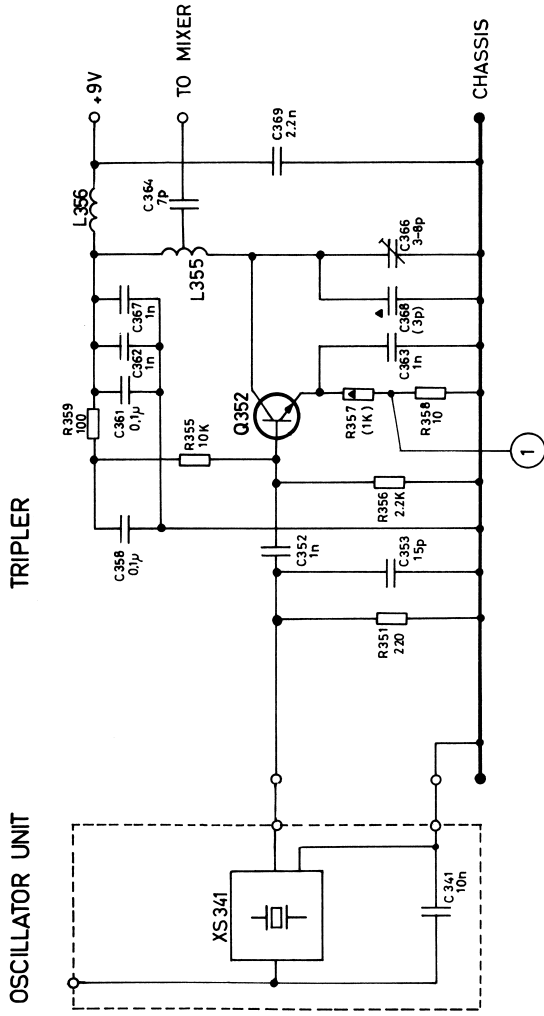 OSCILLATOR UNIT
TRIPLER
XS341
C341
10n
C358
0,1µ
R359
100
C361
0,1µ
C362
1n
C367
1n
L356
+9V
C364
7p
TO MIXER
L355
R355
10K
Q352
C369
2.2n
C352
1n
R351
220
C353
15p
R356
2.2K
R357
(1K)
R358
10
C363
1n
C368
(3p)
C366
3-8p
1
CHASSIS